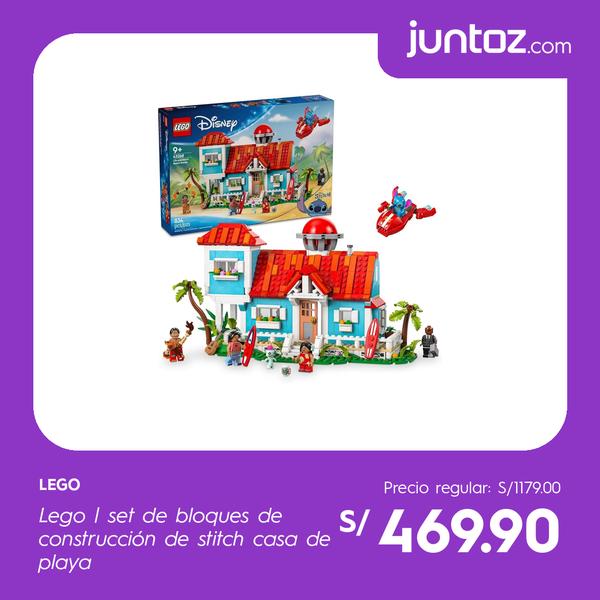 juntoz.com
LEGO
Disney
9+
834
LEGO
Lego | set de bloques de
construcción de stitch casa de
playa
Precio regular: S/1179.00
S/ 469.90